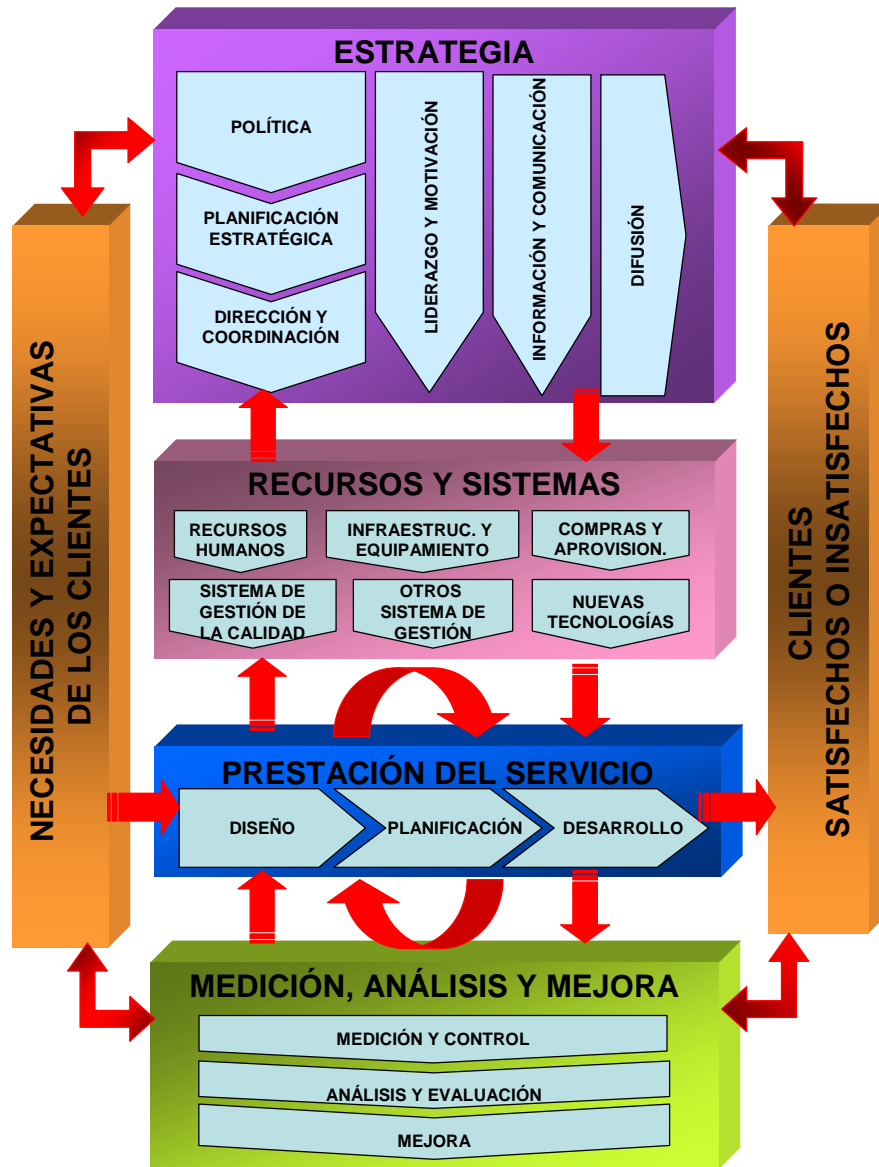 ESTRATEGIA
POLÍTICA
PLANIFICACIÓN
ESTRATÉGICA
DIRECCIÓN Y
COORDINACIÓN
LIDERAZGO Y MOTIVACIÓN
INFORMACIÓN Y COMUNICACIÓN
DIFUSIÓN
NECESIDADES Y EXPECTATIVAS
DE LOS CLIENTES
CLIENTES
SATISFECHOS O INSATISFECHOS
RECURSOS Y SISTEMAS
RECURSOS
HUMANOS
INFRAESTRUC. Y
EQUIPAMIENTO
COMPRAS Y
APROVISION.
SISTEMA DE
GESTIÓN DE
LA CALIDAD
OTROS
SISTEMA DE
GESTIÓN
NUEVAS
TECNOLOGÍAS
PRESTACIÓN DEL SERVICIO
DISEÑO
PLANIFICACIÓN
DESARROLLO
MEDICIÓN, ANÁLISIS Y MEJORA
MEDICIÓN Y CONTROL
ANÁLISIS Y EVALUACIÓN
MEJORA